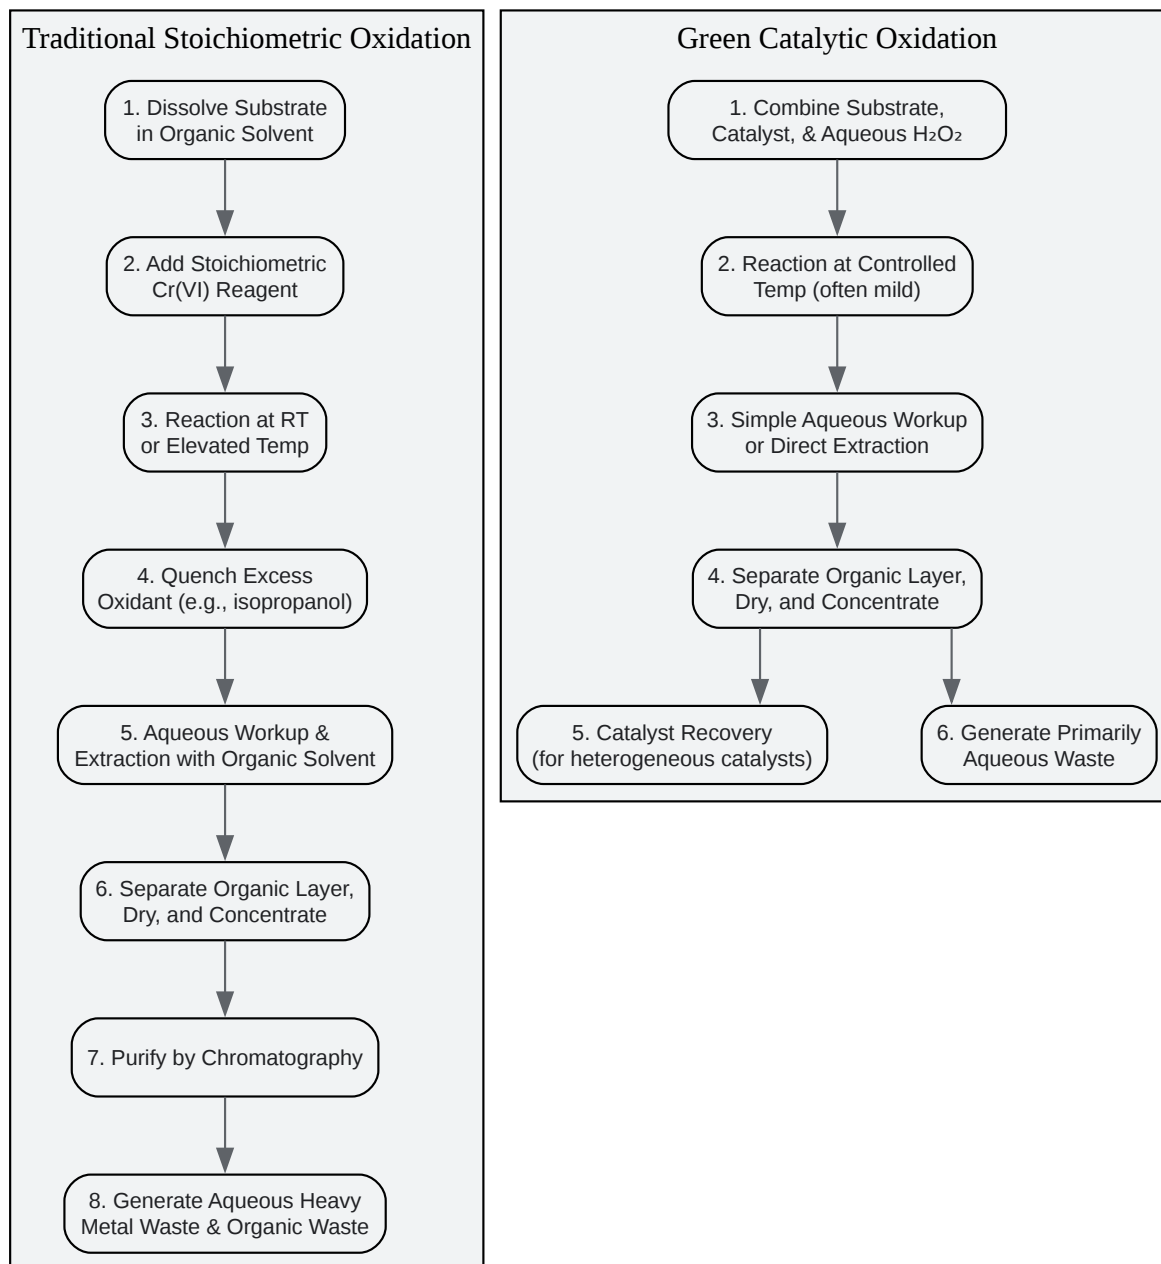 Traditional Stoichiometric Oxidation
1. Dissolve Substrate
in Organic Solvent
2. Add Stoichiometric
Cr(VI) Reagent
3. Reaction at RT
or Elevated Temp
4. Quench Excess
Oxidant (e.g., isopropanol)
5. Aqueous Workup &
Extraction with Organic Solvent
6. Separate Organic Layer,
Dry, and Concentrate
7. Purify by Chromatography
8. Generate Aqueous Heavy
Metal Waste & Organic Waste
Green Catalytic Oxidation
1. Combine Substrate,
Catalyst, & Aqueous H₂O₂
2. Reaction at Controlled
Temp (often mild)
3. Simple Aqueous Workup
or Direct Extraction
4. Separate Organic Layer,
Dry, and Concentrate
5. Catalyst Recovery
(for heterogeneous catalysts)
6. Generate Primarily
Aqueous Waste